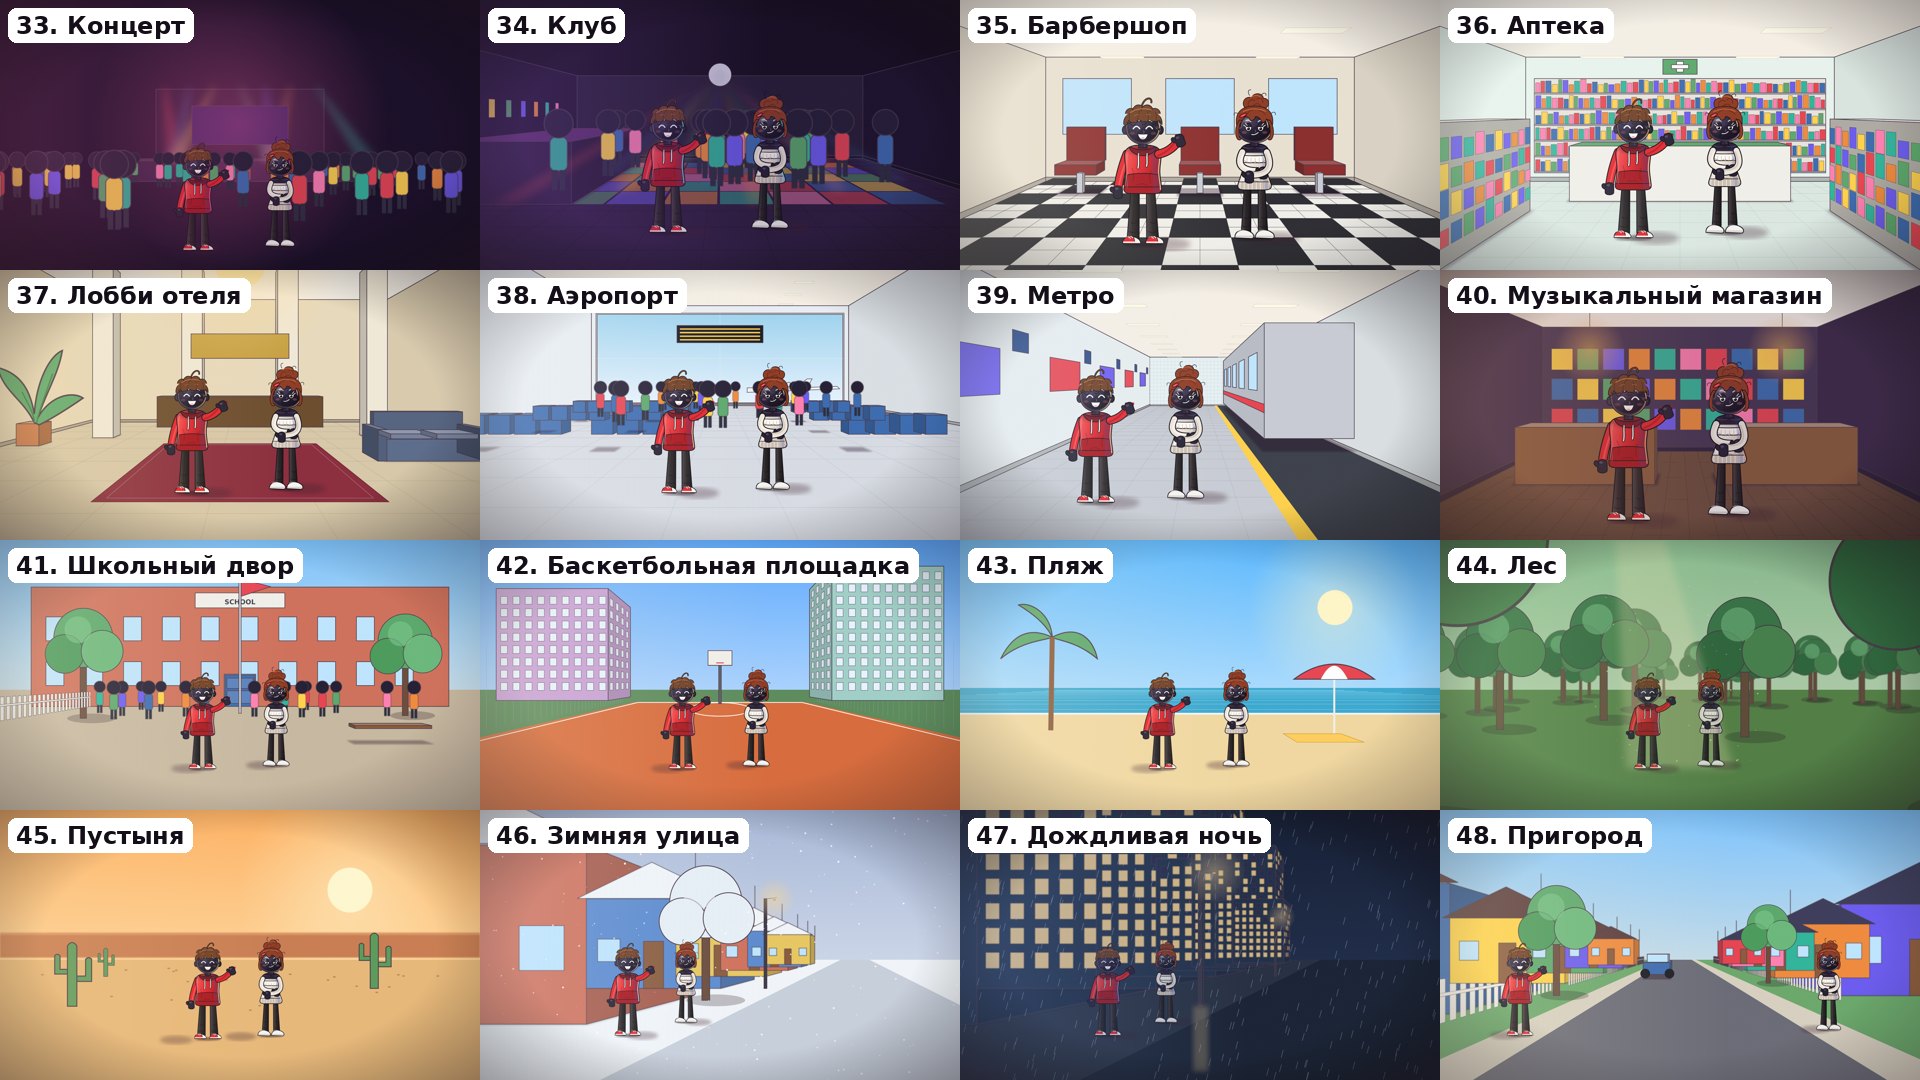 33. Концерт
34. Клуб
35. Барбершоп
36. Аптека
37. Лобби отеля
38. Аэропорт
39. Метро
40. Музыкальный магазин
41. Школьный двор
SCHOOL
42. Баскетбольная площадка
43. Пляж
44. Лес
45. Пустыня
46. Зимняя улица
47. Дождливая ночь
48. Пригород